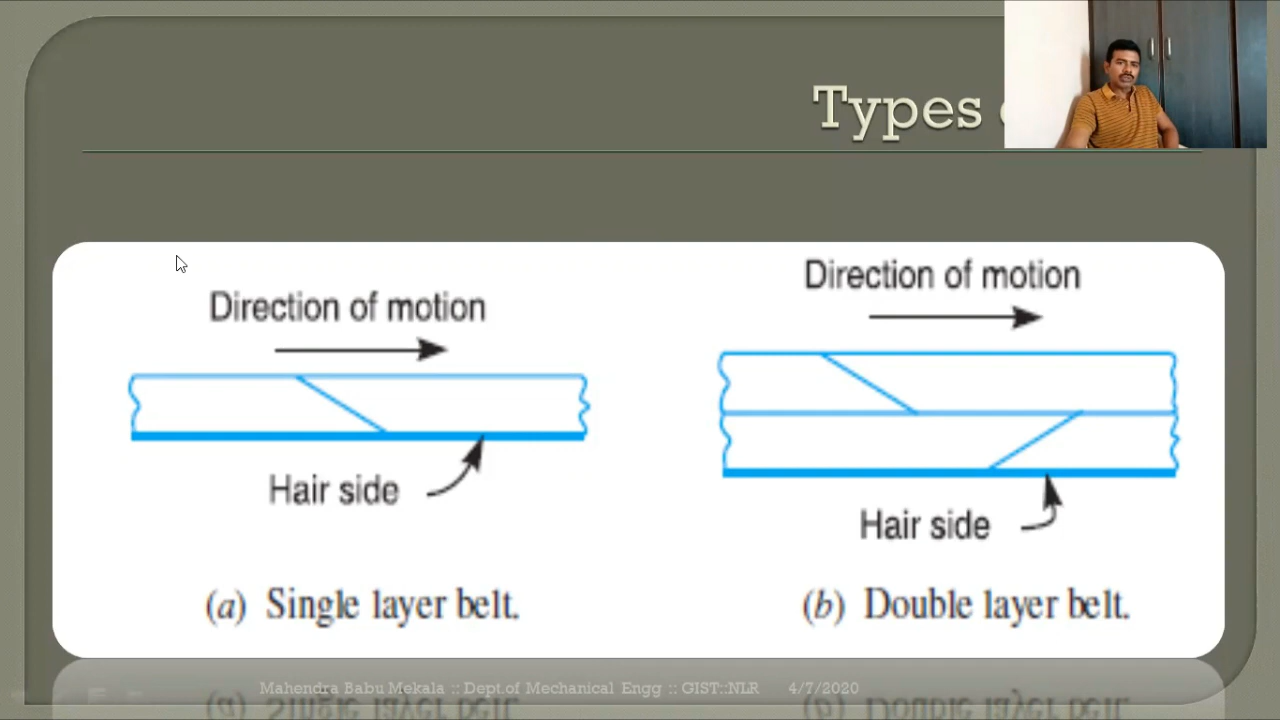 Types
Direction of motion
Hair side
(a) Single layer belt.
Direction of motion
Hair side
(b) Double layer belt.
Mahendra Babu Mekala :: Dept.of Mechanical Engg :: GIST::NLR 4/7/2020